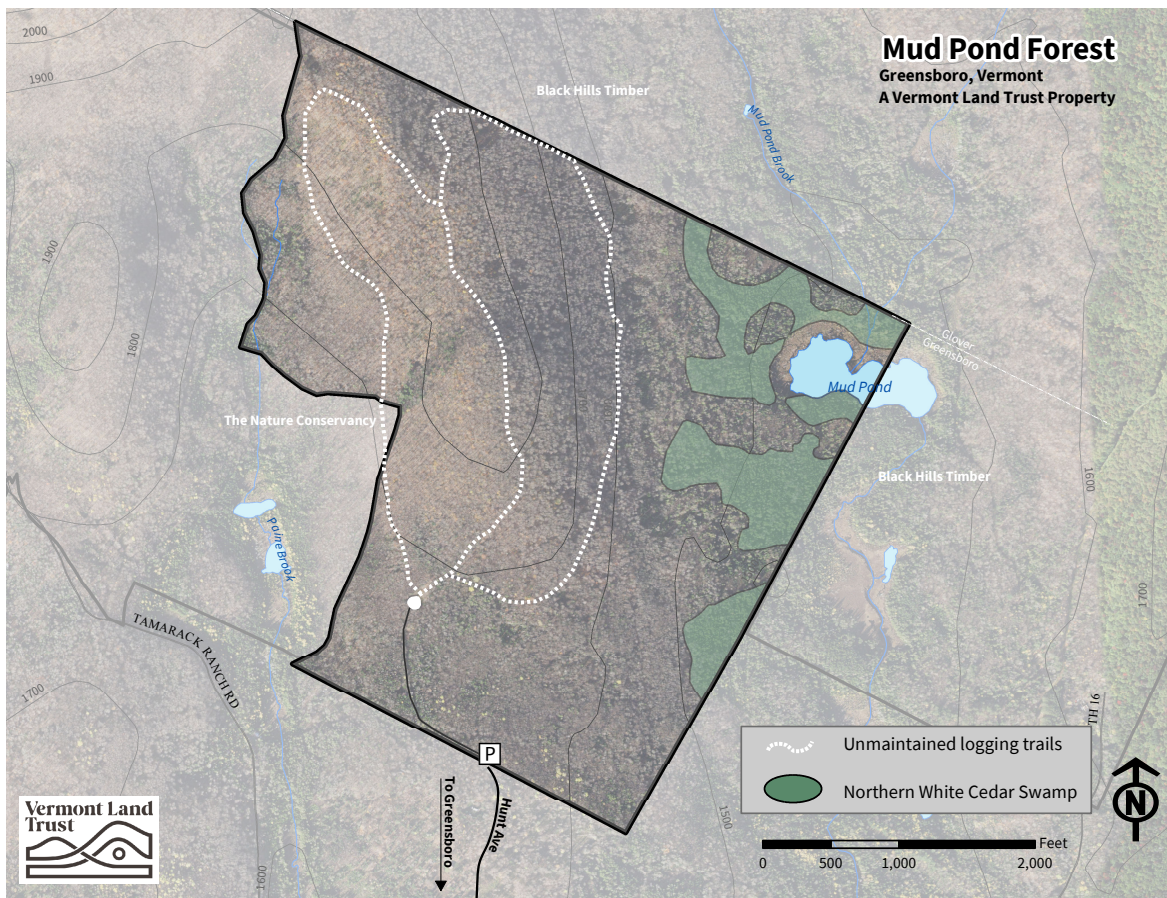 Mud Pond Forest
Greensboro, Vermont
A Vermont Land Trust Property
2000
1900
Black Hills Timber
Mud Pond Brook
1900
1800
Glover
Greensboro
Mud Pond
The Nature Conservancy
Black Hills Timber
1600
Paine Brook
1700
TAMARACK RANCH RD
1700
TH 16
P
Unmaintained logging trails
Northern White Cedar Swamp
To Greensboro
Hunt Ave
1500
N
Vermont Land
Trust
Feet
0 500 1,000 2,000
1600